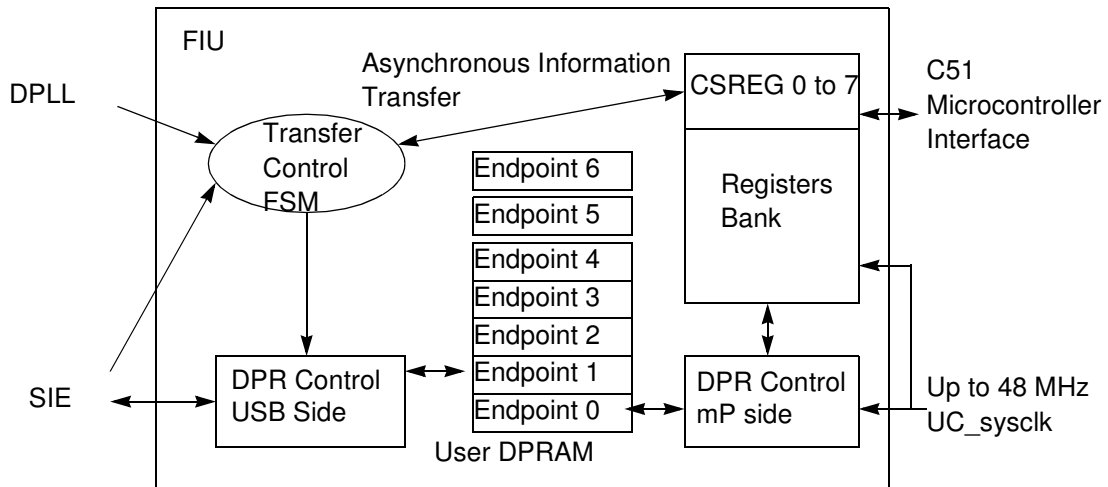 FIU
DPLL
Asynchronous Information
Transfer
CSREG 0 to 7
C51
Microcontroller
Interface
Transfer
Control
FSM
Endpoint 6
Endpoint 5
Endpoint 4
Endpoint 3
Endpoint 2
Endpoint 1
Endpoint 0
User DPRAM
Registers
Bank
SIE
DPR Control
USB Side
DPR Control
mP side
Up to 48 MHz
UC_sysclk